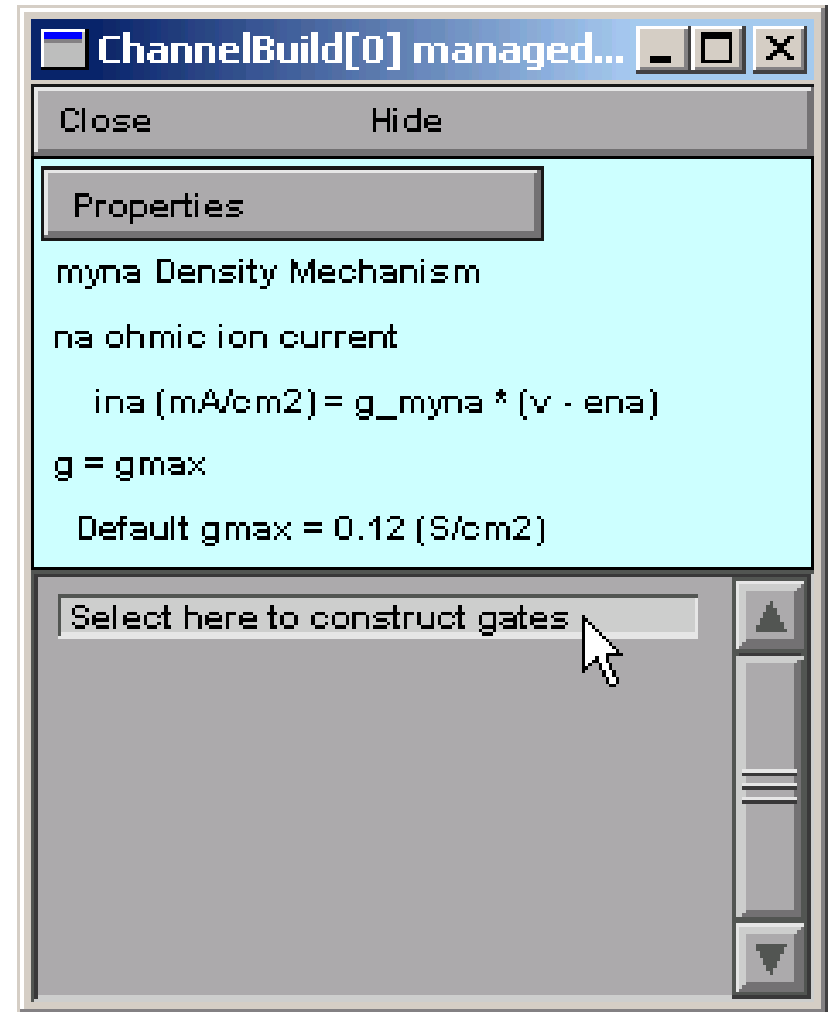 ChannelBuild[0] managed...
Close Hide
Properties
myna Density Mechanism
na ohmic ion current
ina (mA/cm2) = g_myna * (v - ena)
g = gmax
Default gmax = 0.12 (S/cm2)
Select here to construct gates